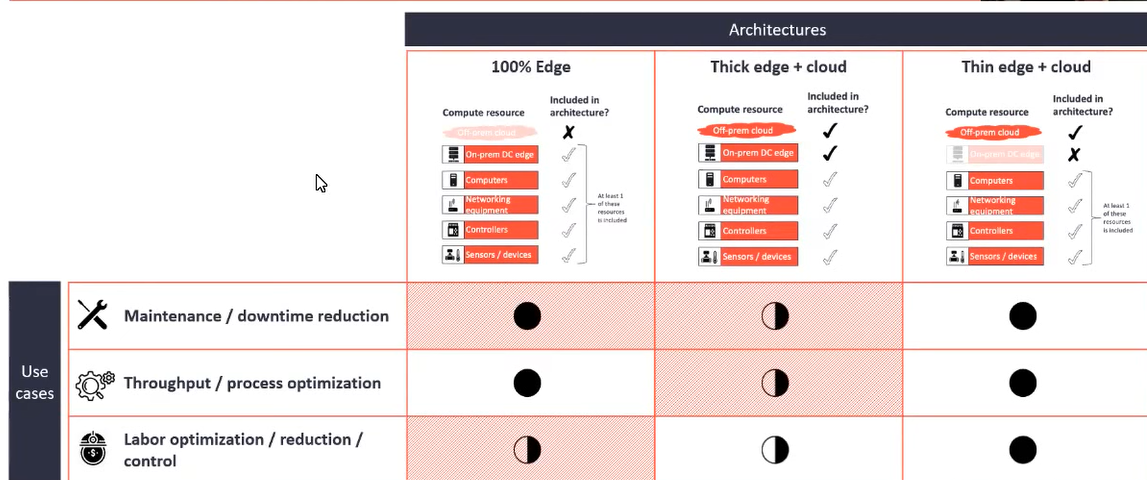 Architectures
100% Edge
Compute resource
Included in
architecture?
Off-prem cloud
On-prem DC edge
Computers
Networking
equipment
Controllers
Sensors / devices
At least 1
of these
resources
is included
Thick edge + cloud
Compute resource
Included in
architecture?
Off-prem cloud
On-prem DC edge
Computers
Networking
equipment
Controllers
Sensors / devices
Thin edge + cloud
Compute resource
Included in
architecture?
Off-prem cloud
On-prem DC edge
Computers
Networking
equipment
Controllers
Sensors / devices
At least 1
of these
resources
is included
Use
cases
Maintenance / downtime reduction
Throughput / process optimization
Labor optimization / reduction /
control